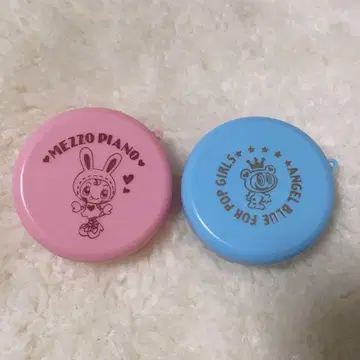 ♥MEZZO PIANO♥
★★★★★
ANGEL BLUE FOR POP GIRLS